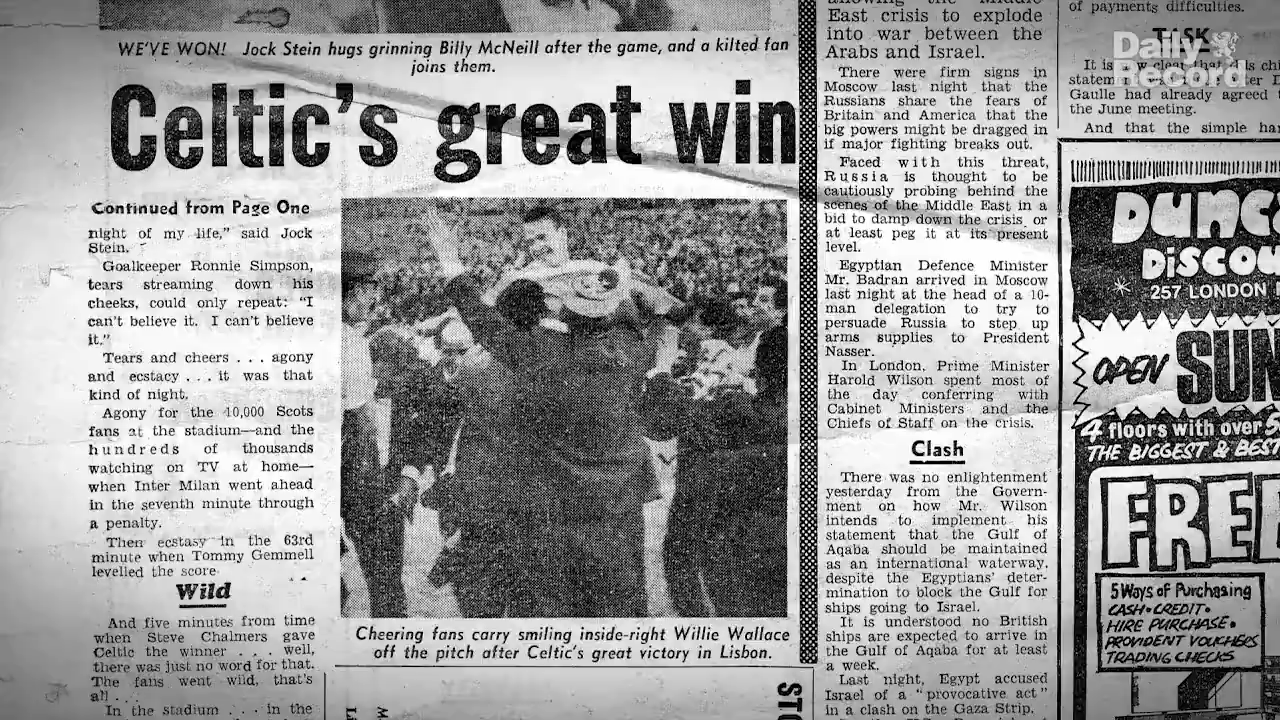 WE'VE WON! Jock Stein hugs grinning Billy McNeill after the game, and a kilted fan
joins them.
Celtic's great win
Continued from Page One
night of my life," said Jock
Stein.
Goalkeeper Ronnie Simpson,
tears streaming down his
cheeks, could only repeat: "I
can't believe it. I can't believe
it."
Tears and cheers . . . agony
and ecstacy . . . it was that
kind of night.
Agony for the 10,000 Scots
fans at the stadium—and the
hundreds of thousands
watching on TV at home—
when Inter Milan went ahead
in the seventh minute through
a penalty.
Then ecstasy in the 63rd
minute when Tommy Gemmell
levelled the score
Wild
And five minutes from time
when Steve Chalmers gave
Celtic the winner . . . well,
there was just no word for that.
The fans went wild, that's
all . .
In the stadium . . . in the
Cheering fans carry smiling inside-right Willie Wallace
off the pitch after Celtic's great victory in Lisbon.
STO
allowing the Middle
East crisis to explode
into war between the
Arabs and Israel.
There were firm signs in
Moscow last night that the
Russians share the fears of
Britain and America that the
big powers might be dragged in
if major fighting breaks out.
Faced with this threat,
Russia is thought to be
cautiously probing behind the
scenes of the Middle East in a
bid to damp down the crisis or
at least peg it at its present
level.
Egyptian Defence Minister
Mr. Badran arrived in Moscow
last night at the head of a 10-
man delegation to try to
persuade Russia to step up
arms supplies to President
Nasser.
In London, Prime Minister
Harold Wilson spent most of
the day conferring with
Cabinet Ministers and the
Chiefs of Staff on the crisis.
Clash
There was no enlightenment
yesterday from the Govern-
ment on how Mr. Wilson
intends to implement his
statement that the Gulf of
Aqaba should be maintained
as an international waterway,
despite the Egyptians' deter-
mination to block the Gulf for
ships going to Israel.
It is understood no British
ships are expected to arrive in
the Gulf of Aqaba for at least
a week.
Last night, Egypt accused
Israel of a "provocative act"
in a clash on the Gaza Strip.
of payments difficulties.
TASK
Daily
Record
It is clear that
Gaulle had already agreed
the June meeting.
And that the simple
DUNC
DiSCOU
257 LONDON
OPEN SUN
4 floors with over
THE BIGGEST & BEST
FREE
5 Ways of Purchasing
CASH • CREDIT •
HIRE PURCHASE •
PROVIDENT VOUCHERS
TRADING CHECKS